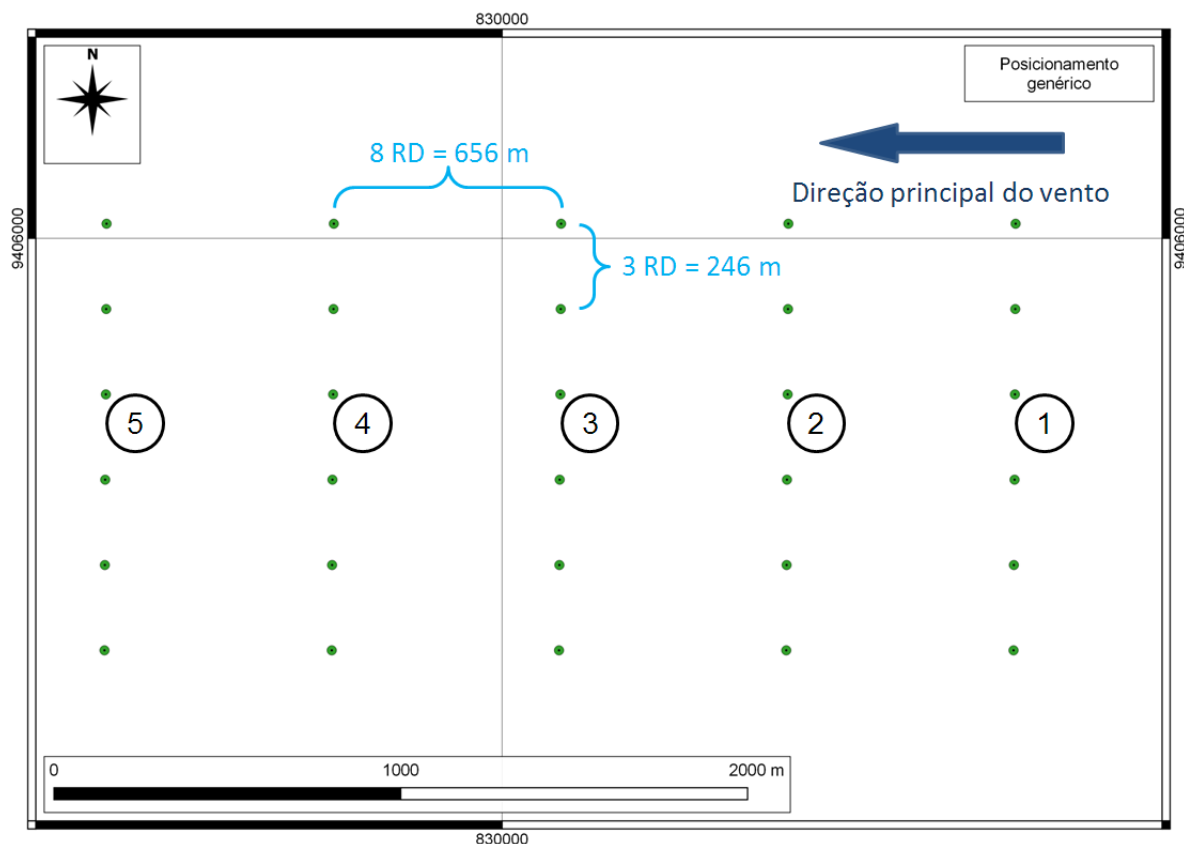 830000
N
Posicionamento
genérico
8 RD = 656 m
Direção principal do vento
9406000
9406000
3 RD = 246 m
5
4
3
2
1
0
1000
2000 m
830000